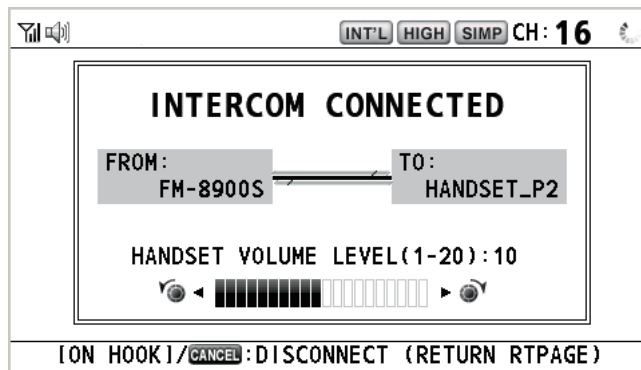 INT'L HIGH SIMP CH: 16
INTERCOM CONNECTED
FROM: TO:
FM-8900S HANDSET_P2
HANDSET VOLUME LEVEL(1-20):10
[ON HOOK]/CANCEL:DISCONNECT (RETURN RTPAGE)